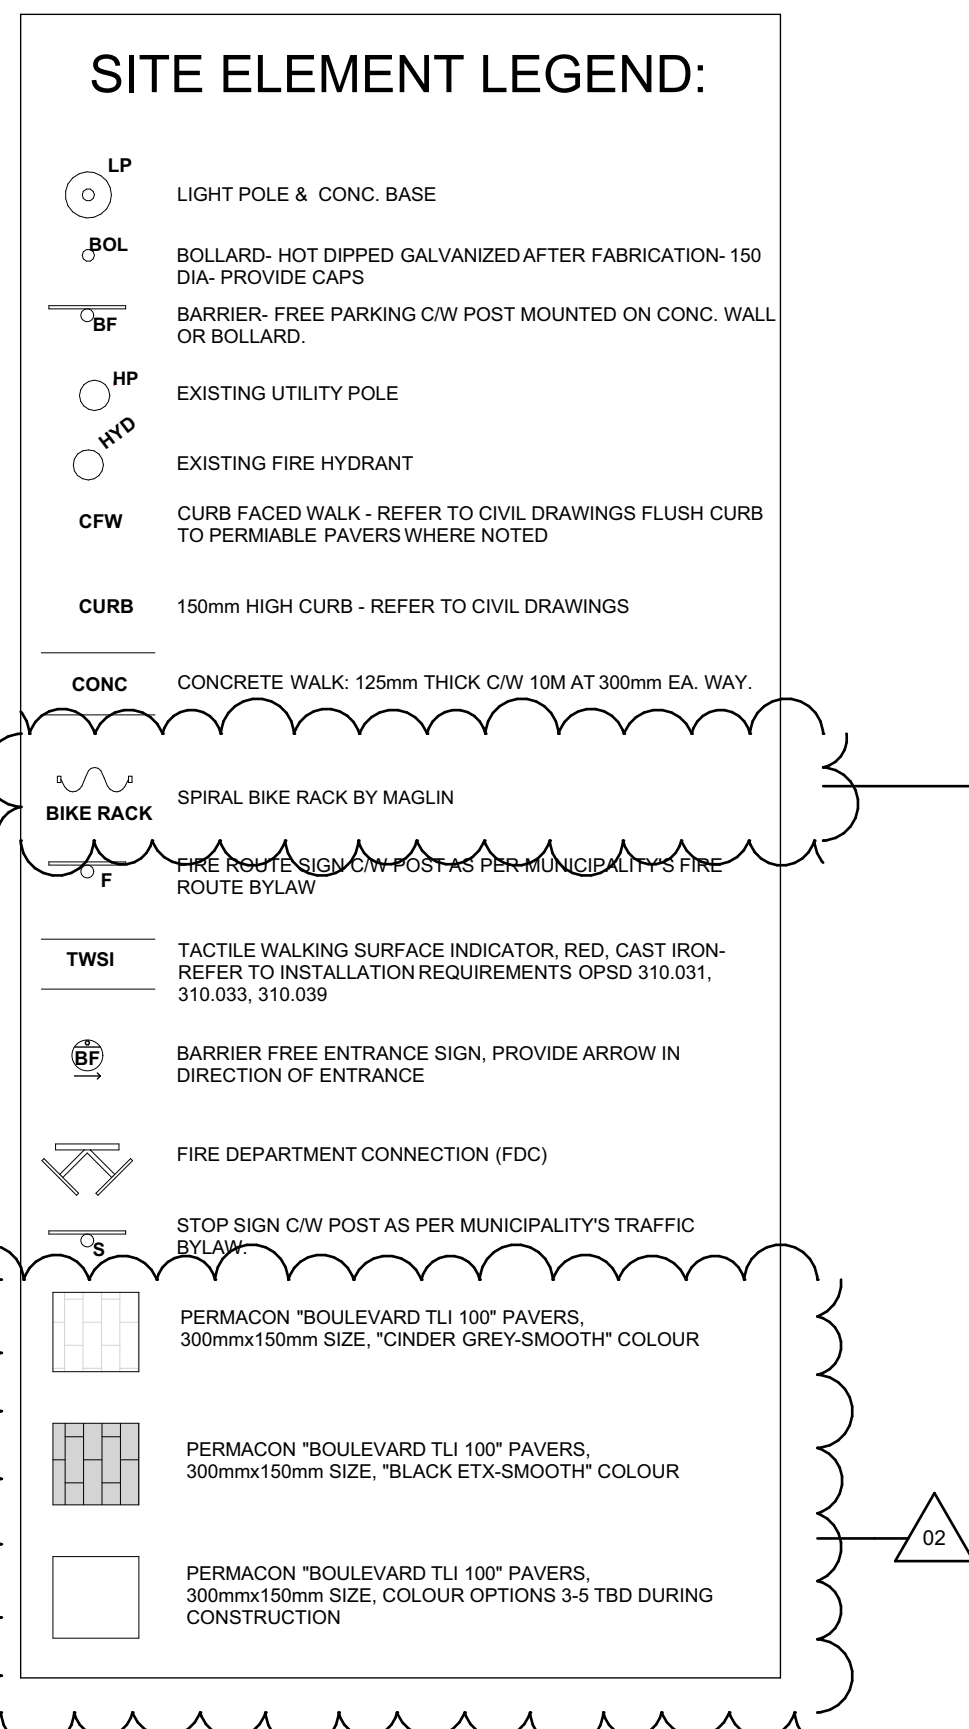 SITE ELEMENT LEGEND:
LP
LIGHT POLE & CONC. BASE
BOL
BOLLARD- HOT DIPPED GALVANIZED AFTER FABRICATION- 150
DIA- PROVIDE CAPS
BF
BARRIER- FREE PARKING C/W POST MOUNTED ON CONC. WALL
OR BOLLARD.
HP
EXISTING UTILITY POLE
HYD
EXISTING FIRE HYDRANT
CFW
CURB FACED WALK - REFER TO CIVIL DRAWINGS FLUSH CURB
TO PERMIABLE PAVERS WHERE NOTED
CURB
150mm HIGH CURB - REFER TO CIVIL DRAWINGS
CONC
CONCRETE WALK: 125mm THICK C/W 10M AT 300mm EA. WAY.
BIKE RACK
SPIRAL BIKE RACK BY MAGLIN
F
FIRE ROUTE SIGN C/W POST AS PER MUNICIPALITY'S FIRE
ROUTE BYLAW
TWSI
TACTILE WALKING SURFACE INDICATOR, RED, CAST IRON-
REFER TO INSTALLATION REQUIREMENTS OPSD 310.031,
310.033, 310.039
BF
BARRIER FREE ENTRANCE SIGN, PROVIDE ARROW IN
DIRECTION OF ENTRANCE
FIRE DEPARTMENT CONNECTION (FDC)
S
STOP SIGN C/W POST AS PER MUNICIPALITY'S TRAFFIC
BYLAW.
PERMACON "BOULEVARD TLI 100" PAVERS,
300mmx150mm SIZE, "CINDER GREY-SMOOTH" COLOUR
PERMACON "BOULEVARD TLI 100" PAVERS,
300mmx150mm SIZE, "BLACK ETX-SMOOTH" COLOUR
02
PERMACON "BOULEVARD TLI 100" PAVERS,
300mmx150mm SIZE, COLOUR OPTIONS 3-5 TBD DURING
CONSTRUCTION